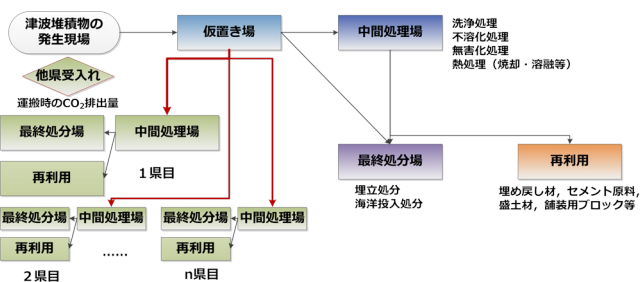 津波堆積物の
発生現場
仮置き場
中間処理場
洗浄処理
不溶化処理
無害化処理
熱処理（焼却・溶融等）
他県受入れ
運搬時のCO₂排出量
最終処分場
中間処理場
再利用
１県目
最終処分場
埋立処分
海洋投入処分
再利用
埋め戻し材，セメント原料，
盛土材，舗装用ブロック等
最終処分場
中間処理場
再利用
２県目
……
最終処分場
中間処理場
再利用
n県目